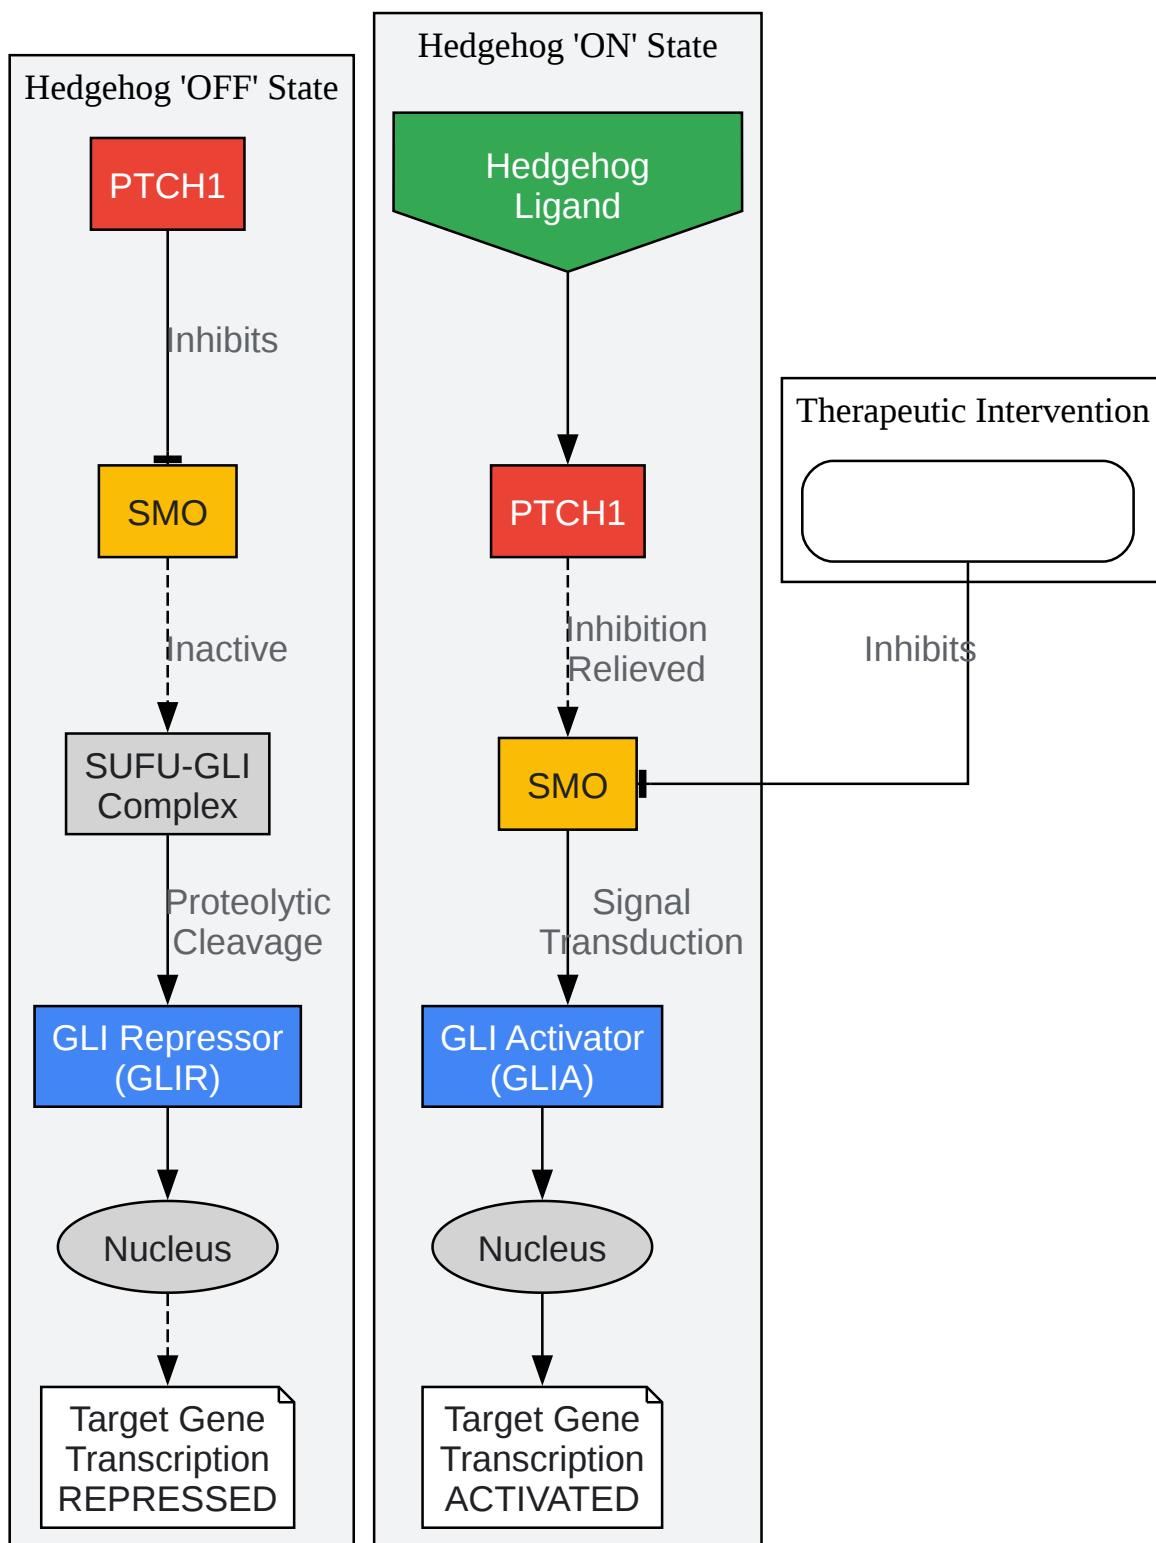 Hedgehog 'OFF' State
PTCH1
Inhibits
SMO
Inactive
SUFU-GLI
Complex
Proteolytic
Cleavage
GLI Repressor
(GLIR)
Nucleus
Target Gene
Transcription
REPRESSED
Hedgehog 'ON' State
Hedgehog
Ligand
PTCH1
Inhibition
Relieved
SMO
Signal
Transduction
GLI Activator
(GLIA)
Nucleus
Target Gene
Transcription
ACTIVATED
Therapeutic Intervention
Inhibits